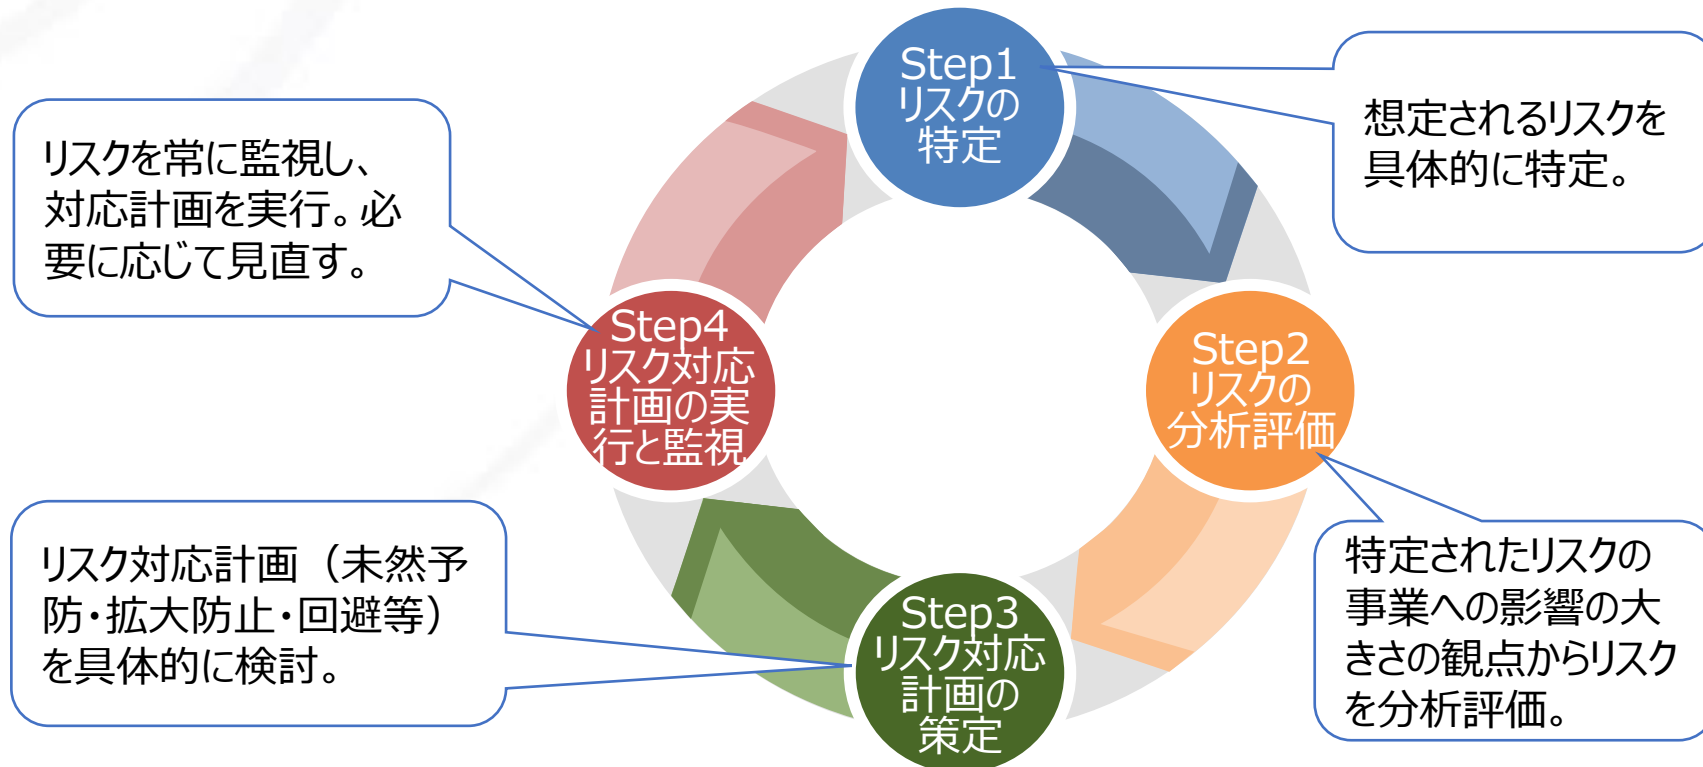 Step1
リスクの
特定
想定されるリスクを
具体的に特定。
Step2
リスクの
分析評価
特定されたリスクの
事業への影響の大
きさの観点からリスク
を分析評価。
Step3
リスク対応
計画の
策定
リスク対応計画（未然予
防・拡大防止・回避等）
を具体的に検討。
Step4
リスク対応
計画の実
行と監視
リスクを常に監視し、
対応計画を実行。必
要に応じて見直す。